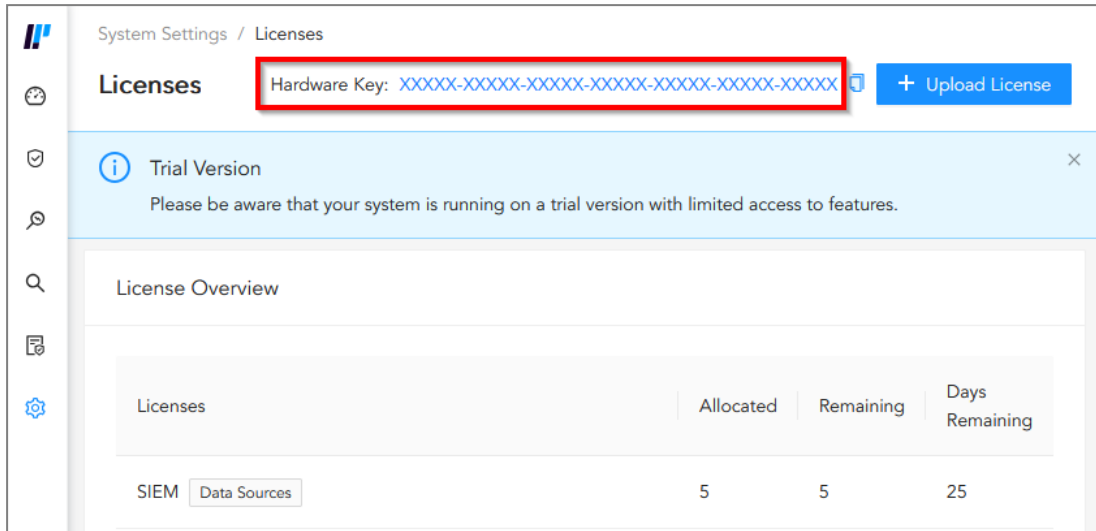 System Settings / Licenses
Licenses
Hardware Key: XXXXX-XXXXX-XXXXX-XXXXX-XXXXX-XXXXX-XXXXX
+ Upload License
Trial Version
Please be aware that your system is running on a trial version with limited access to features.
License Overview
Licenses Allocated Remaining Days Remaining
SIEM Data Sources 5 5 25